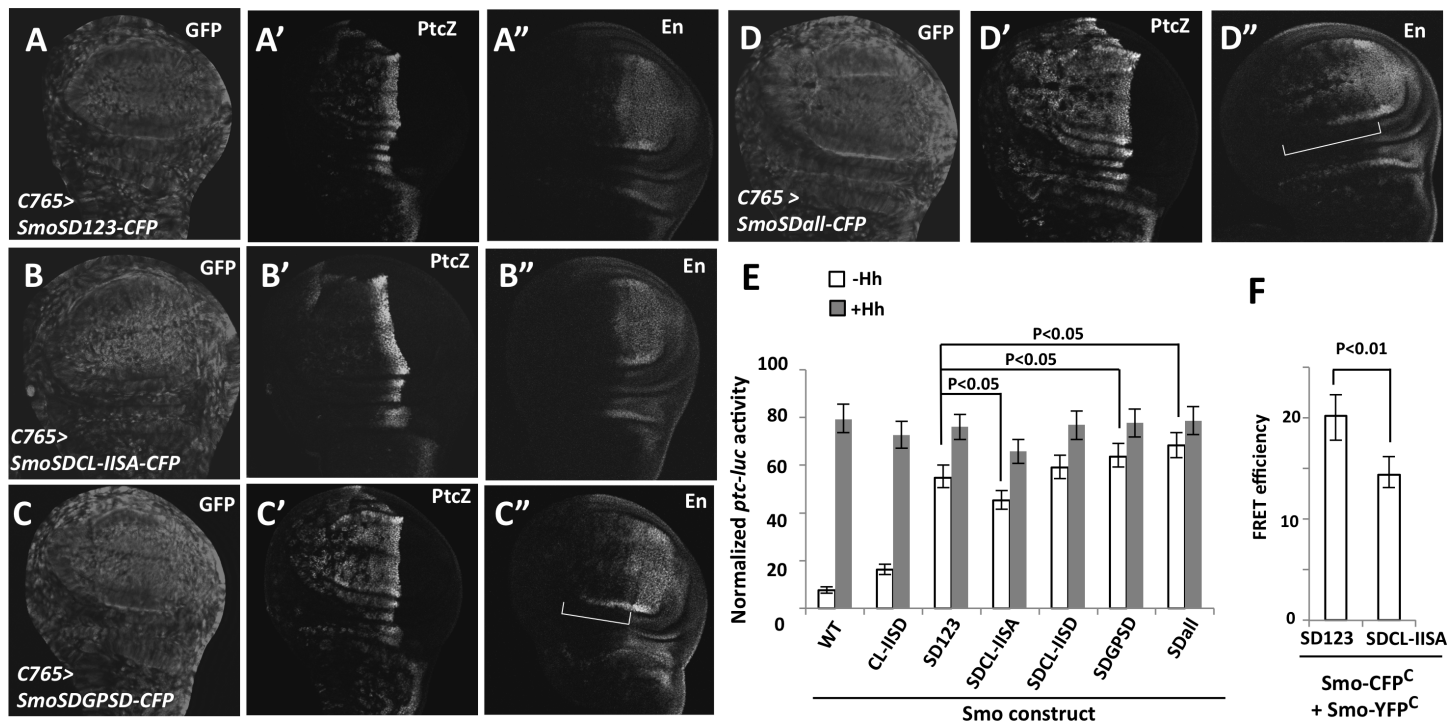 A GFP
C765>
SmoSD123-CFP
A’ PtcZ
A” En
D GFP
C765 >
SmoSDall-CFP
D’ PtcZ
D” En
B GFP
C765>
SmoSDCL-IISA-CFP
B’ PtcZ
B” En
C GFP
C765>
SmoSDGPSD-CFP
C’ PtcZ
C” En
E
-Hh
+Hh
P<0.05
P<0.05
P<0.05
Normalized ptc-luc activity
100
80
60
40
20
0
WT
CL-IISD
SD123
SDCL-IISA
SDCL-IISD
SDGPSD
SDall
Smo construct
F
P<0.01
FRET efficiency
20
10
0
SD123 SDCL-IISA
Smo-CFPC
+ Smo-YFPC